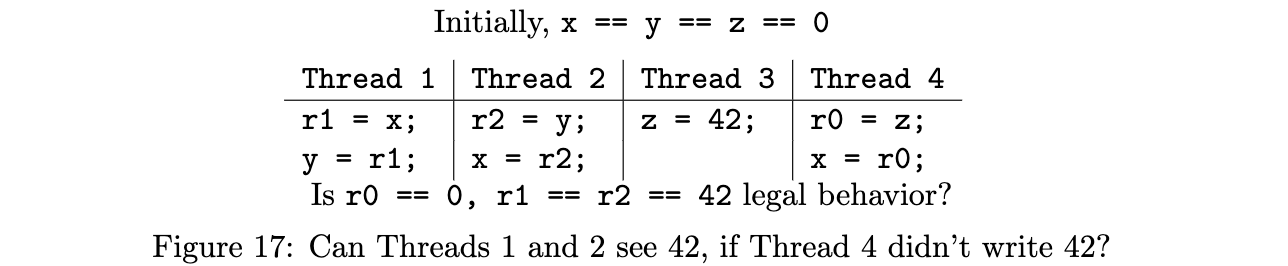 Initially, x == y == z == 0
Thread 1 Thread 2 Thread 3 Thread 4
r1 = x; r2 = y; z = 42; r0 = z;
y = r1; x = r2; x = r0;
Is r0 == 0, r1 == r2 == 42 legal behavior?
Figure 17: Can Threads 1 and 2 see 42, if Thread 4 didn't write 42?